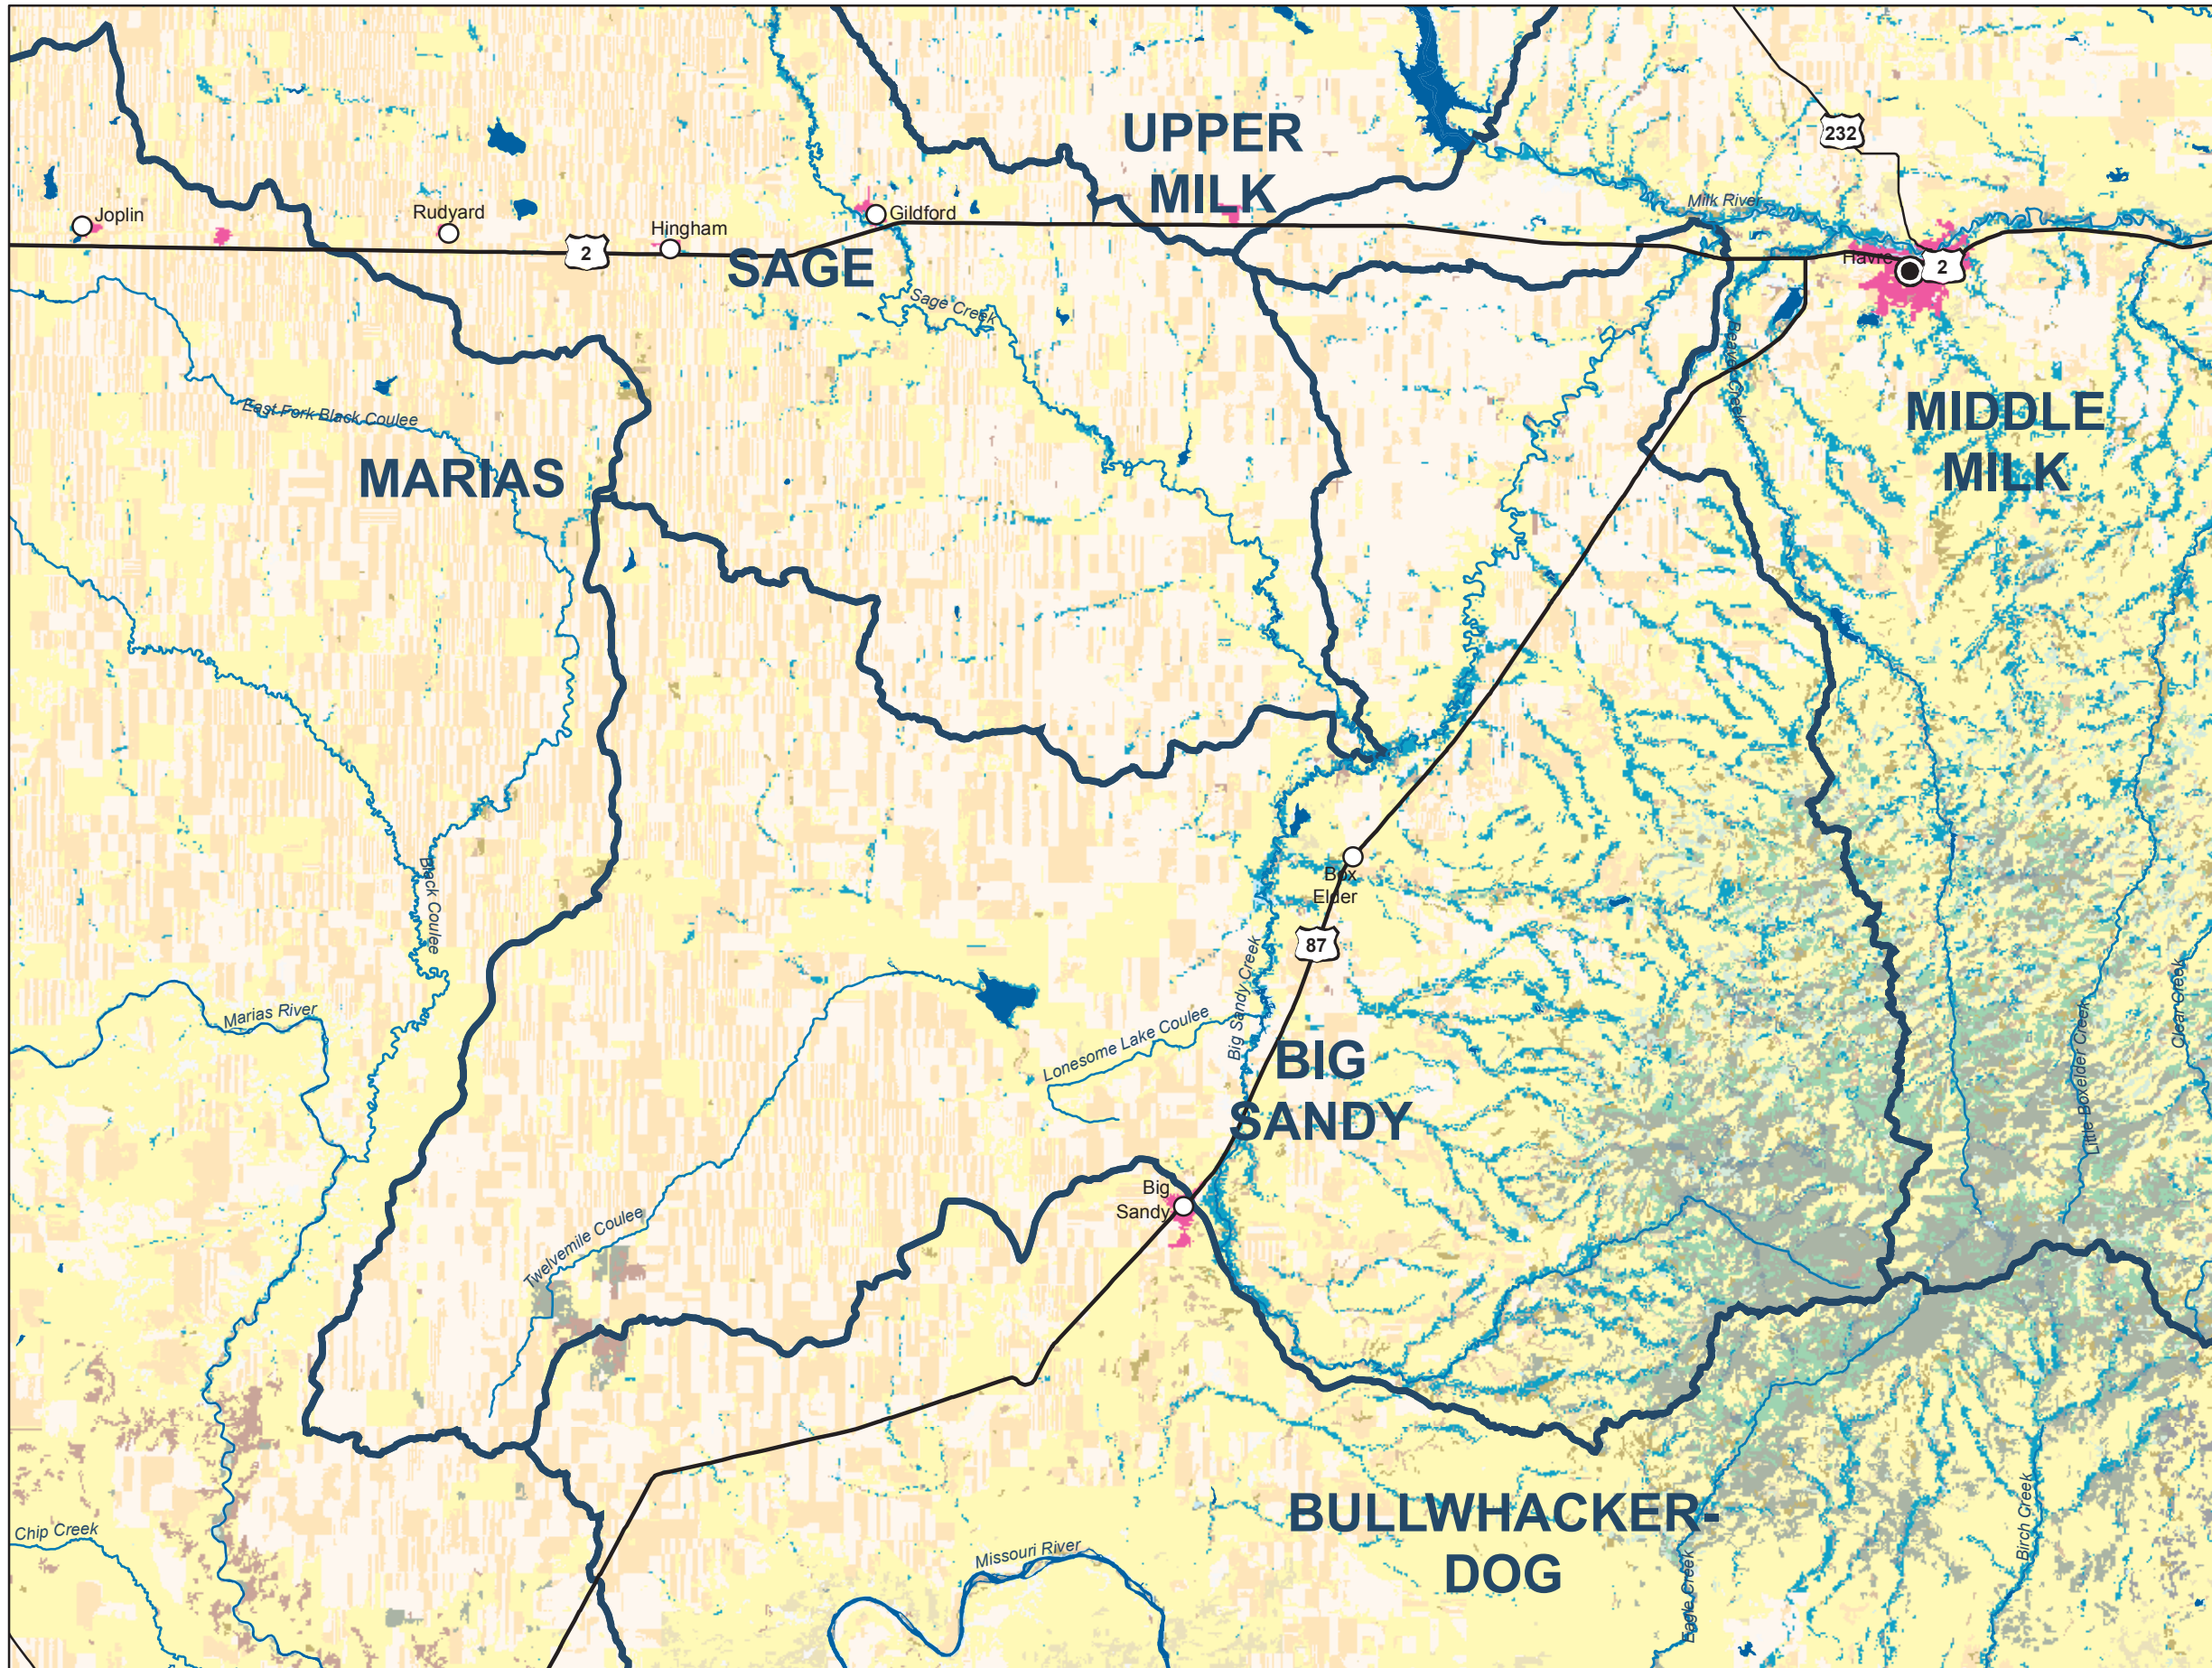 UPPER
MILK
232
Milk River
Joplin
Rudyard
Hingham
Gildford
2
SAGE
Havre
2
Sage Creek
Beaver Creek
East Fork Black Coulee
MARIAS
MIDDLE
MILK
Black Coulee
Box
Elder
87
Big Sandy Creek
Marias River
Lonesome Lake Coulee
Little Boxelder Creek
Clear Creek
BIG
SANDY
Big
Sandy
Twelvemile Coulee
BULLWHACKER-
DOG
Chip Creek
Missouri River
Eagle Creek
Birch Creek